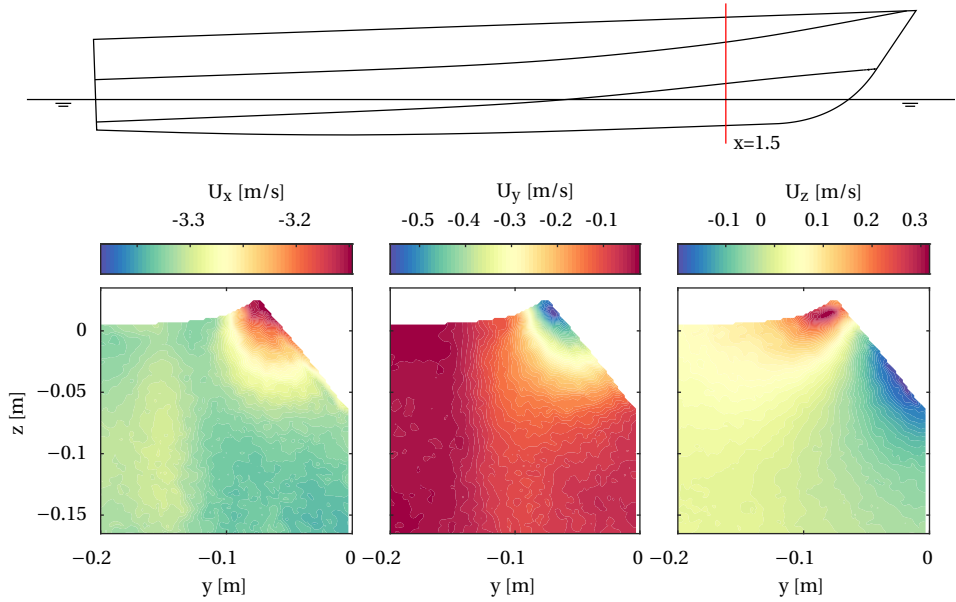 x=1.5
U_x [m/s] U_y [m/s] U_z [m/s]
-3.3 -3.2 -0.5 -0.4 -0.3 -0.2 -0.1 -0.1 0 0.1 0.2 0.3
0
−0.05
−0.1
−0.15
z [m]
−0.2 −0.1 0 −0.2 −0.1 0 −0.2 −0.1 0
y [m] y [m] y [m]